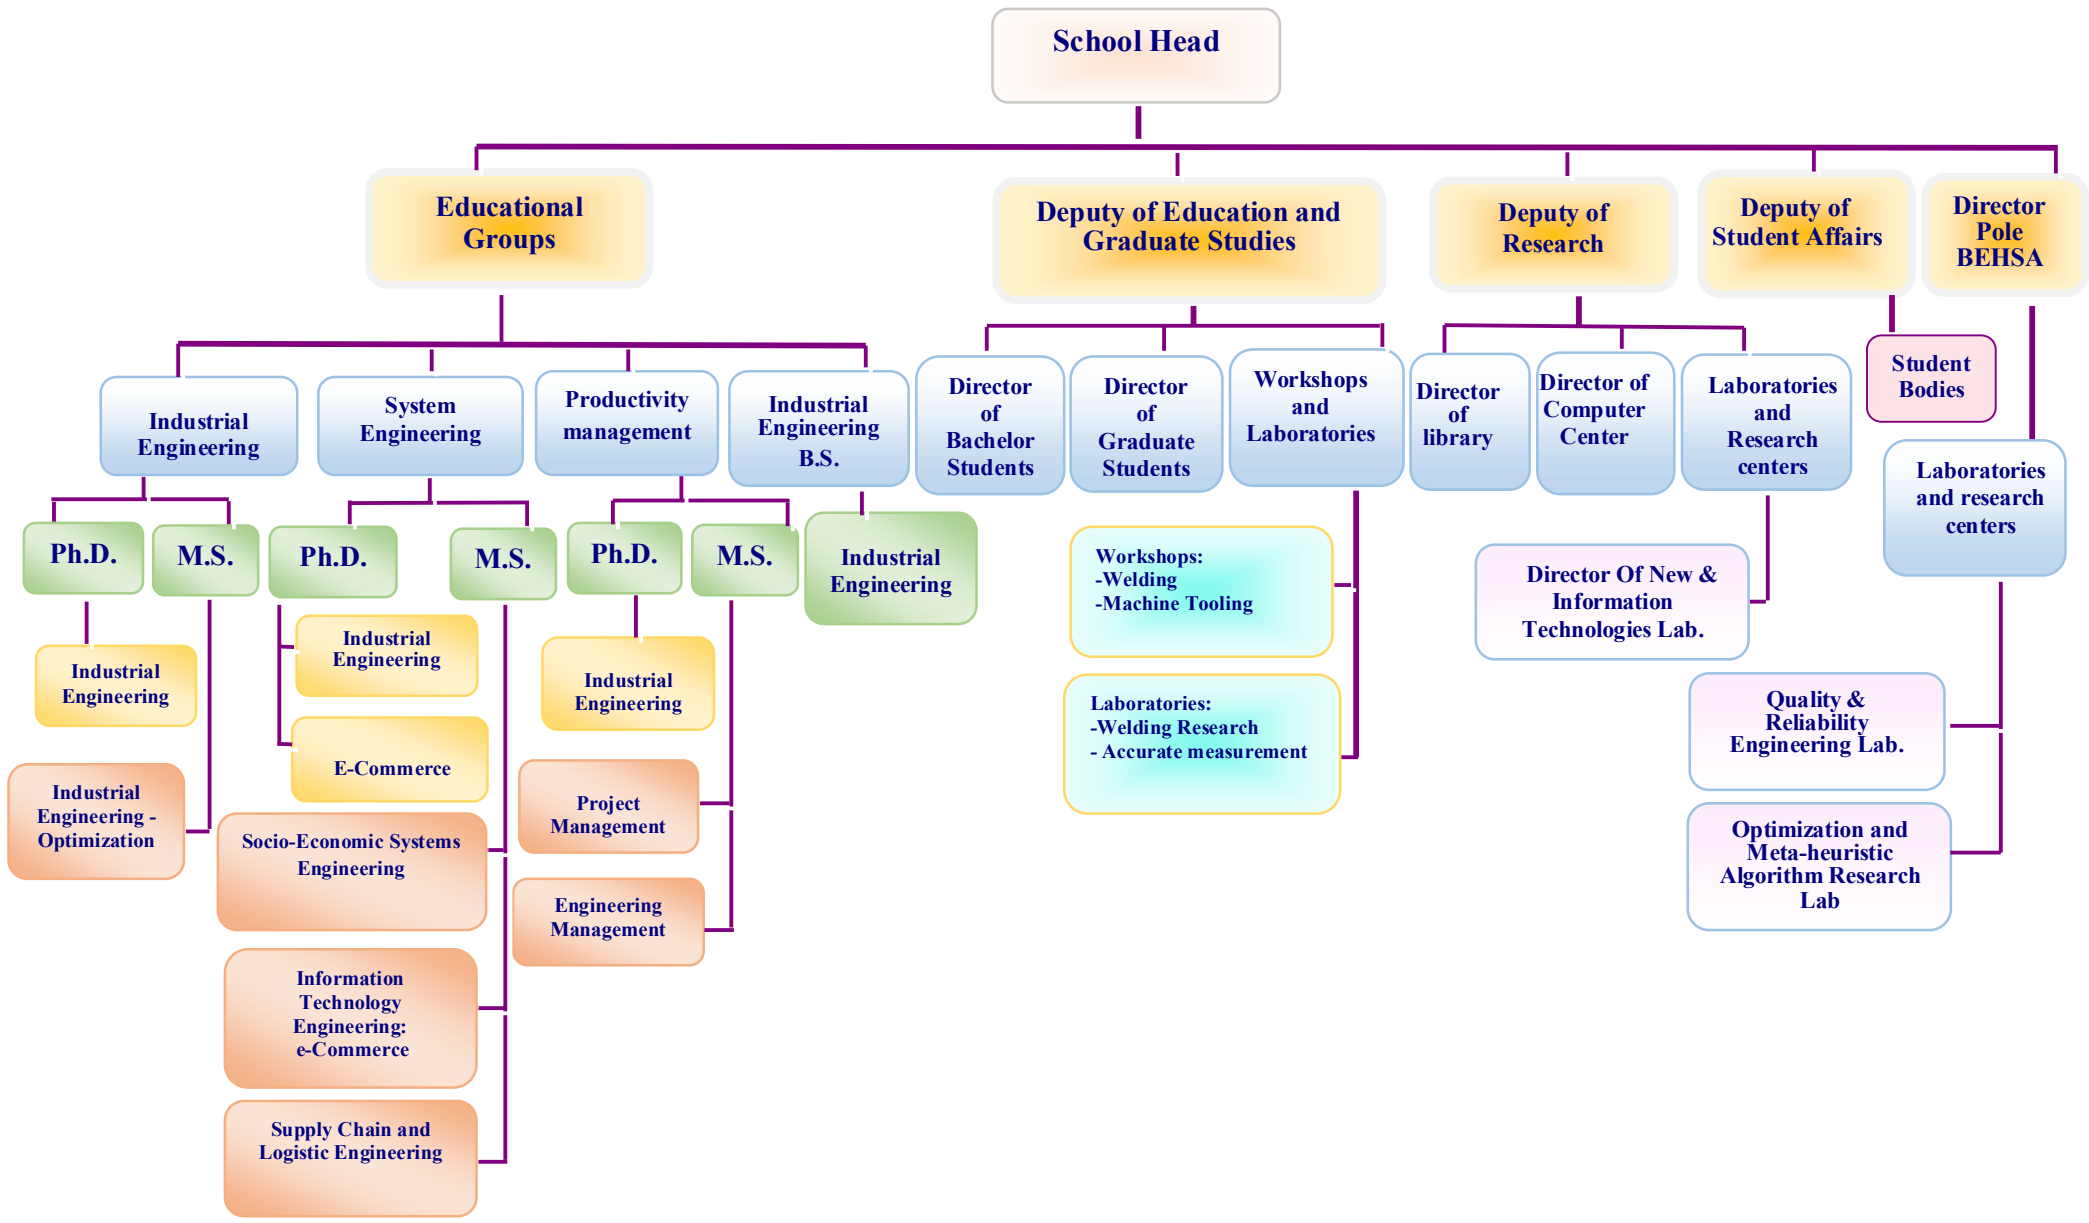 School Head
Educational
Groups
Deputy of Education and
Graduate Studies
Deputy of
Research
Deputy of
Student Affairs
Director
Pole
BEHSA
Industrial
Engineering
System
Engineering
Productivity
management
Industrial
Engineering
B.S.
Director
of
Bachelor
Students
Director
of
Graduate
Students
Workshops
and
Laboratories
Director
of
library
Director of
Computer
Center
Laboratories
and
Research
centers
Student
Bodies
Laboratories
and research
centers
Ph.D.
M.S.
Ph.D.
M.S.
Ph.D.
M.S.
Industrial
Engineering
Workshops:
-Welding
-Machine Tooling
Director Of New &
Information
Technologies Lab.
Industrial
Engineering
Industrial
Engineering
Industrial
Engineering
Laboratories:
-Welding Research
- Accurate measurement
Quality &
Reliability
Engineering Lab.
E-Commerce
Industrial
Engineering -
Optimization
Project
Management
Socio-Economic Systems
Engineering
Optimization and
Meta-heuristic
Algorithm Research
Lab
Engineering
Management
Information
Technology
Engineering:
e-Commerce
Supply Chain and
Logistic Engineering